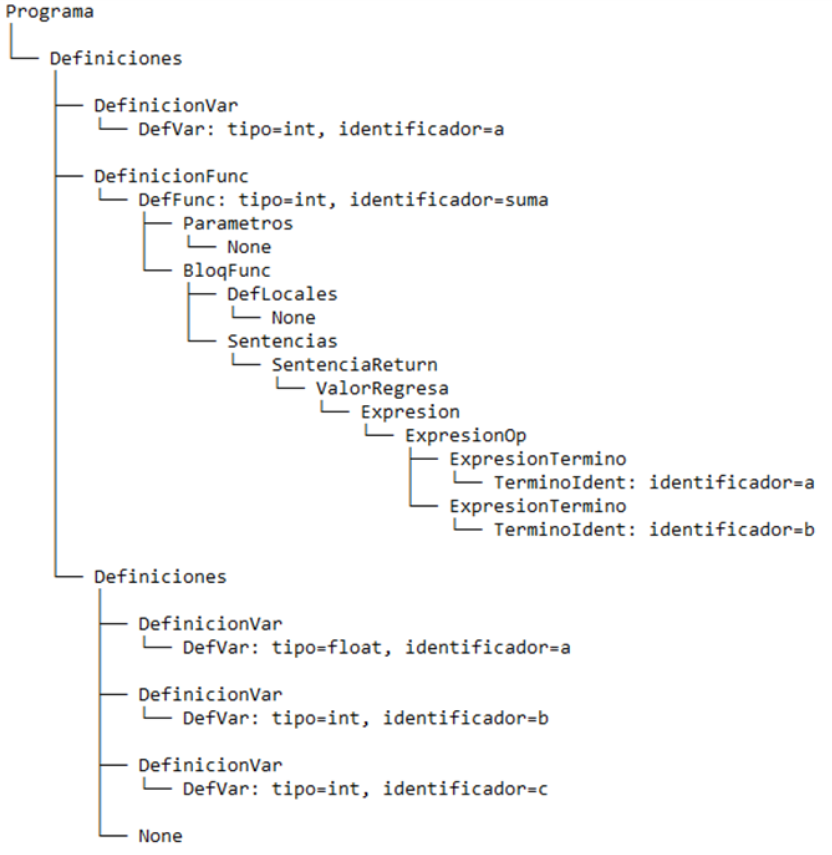 Programa
Definiciones
DefinicionVar
DefVar: tipo=int, identificador=a
DefinicionFunc
DefFunc: tipo=int, identificador=suma
Parametros
None
BloqFunc
DefLocales
None
Sentencias
SentenciaReturn
ValorRegresa
Expresion
ExpresionOp
ExpresionTermino
TerminoIdent: identificador=a
ExpresionTermino
TerminoIdent: identificador=b
Definiciones
DefinicionVar
DefVar: tipo=float, identificador=a
DefinicionVar
DefVar: tipo=int, identificador=b
DefinicionVar
DefVar: tipo=int, identificador=c
None